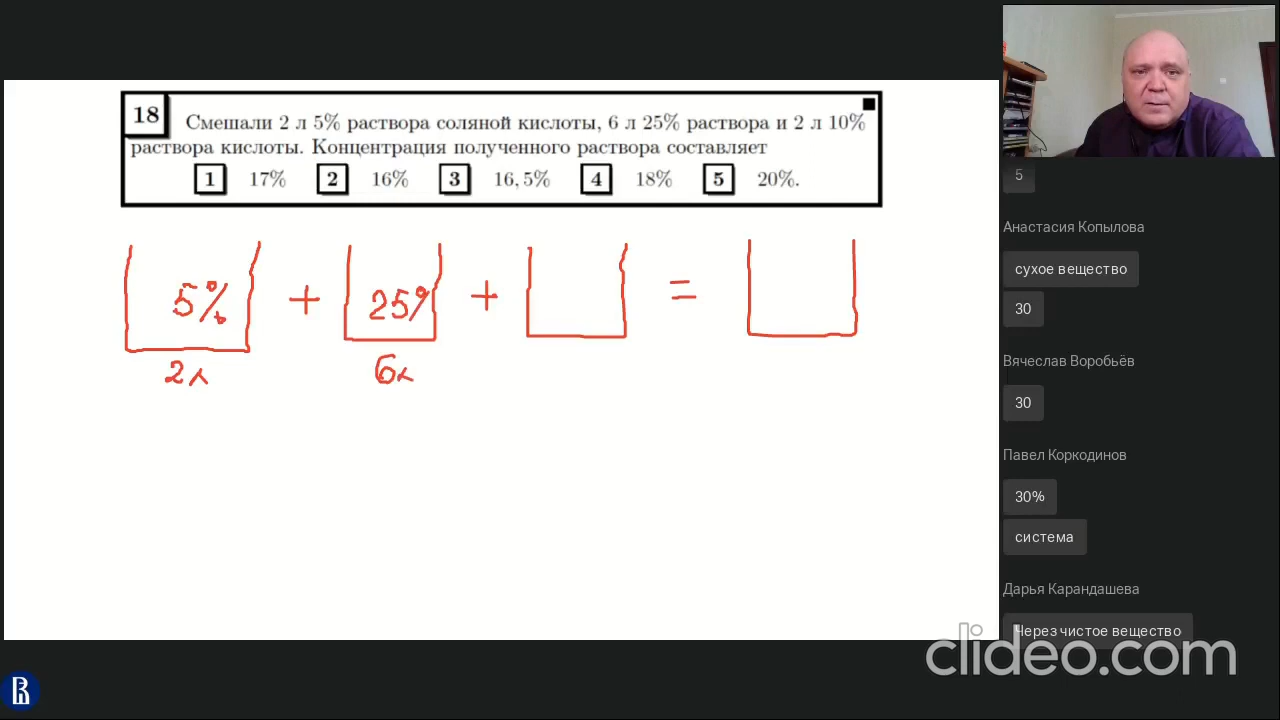 18 Смешали 2 л 5% раствора соляной кислоты, 6 л 25% раствора и 2 л 10%
раствора кислоты. Концентрация полученного раствора составляет
1 17% 2 16% 3 16,5% 4 18% 5 20%.
5% + 25% + =
2л 6л
5
Анастасия Копылова
сухое вещество
30
Вячеслав Воробьёв
30
Павел Коркодинов
30%
система
Дарья Карандашева
Через чистое вещество
clideo.com